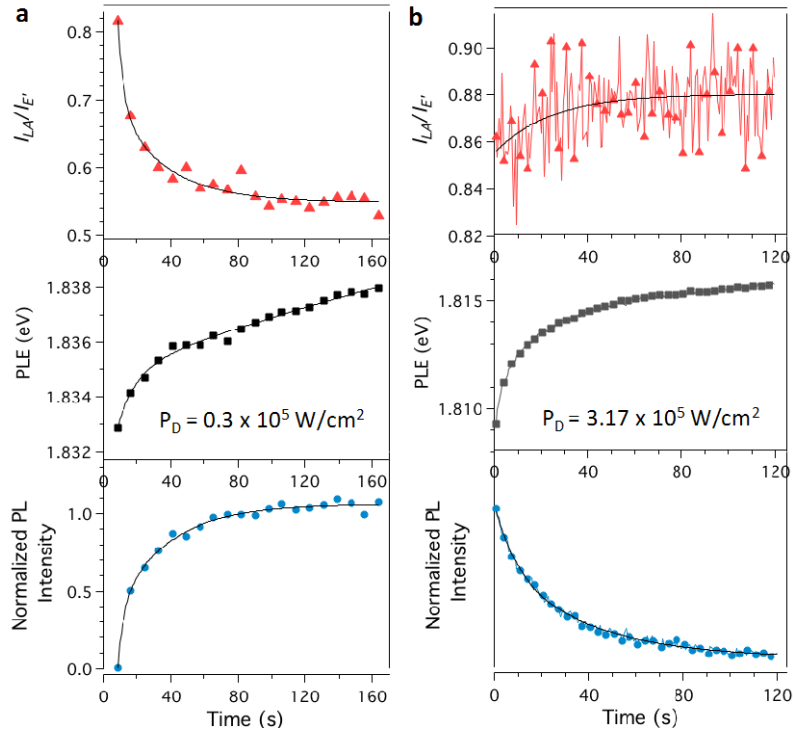 a
I_LA/I_E'
0.8
0.7
0.6
0.5
0 40 80 120 160
PLE (eV)
1.838
1.836
1.834
1.832
P_D = 0.3 x 10^5 W/cm^2
0 40 80 120 160
Normalized PL
Intensity
1.0
0.5
0.0
0 40 80 120 160
Time (s)
b
I_LA/I_E'
0.90
0.88
0.86
0.84
0.82
0 40 80 120
PLE (eV)
1.815
1.810
P_D = 3.17 x 10^5 W/cm^2
0 40 80 120
Normalized PL
Intensity
0 40 80 120
Time (s)